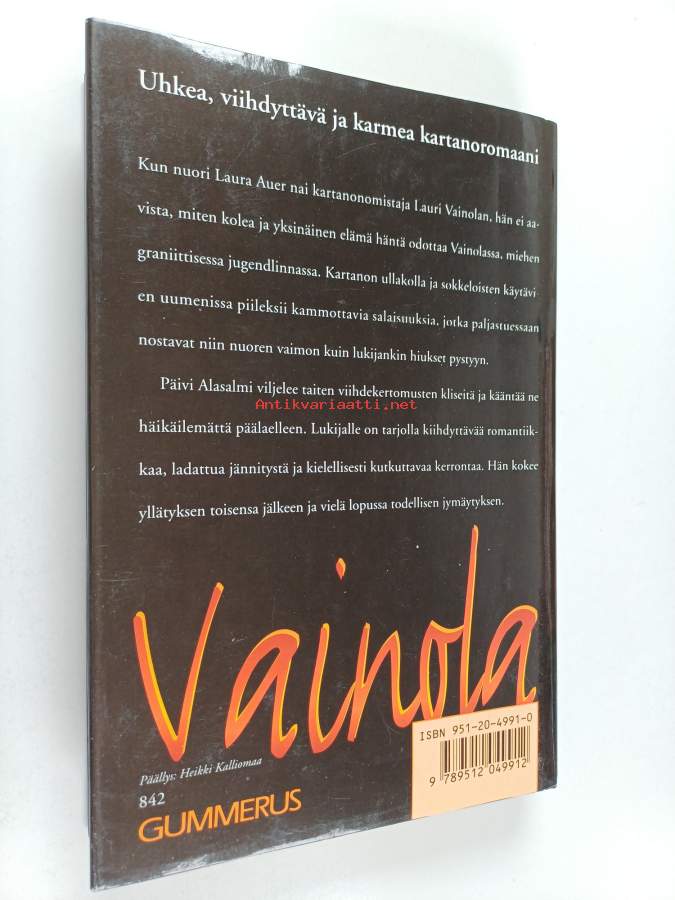 Uhkea, viihdyttävä ja karmea kartanoromaani
Kun nuori Laura Auer nai kartanonomistaja Lauri Vainolan, hän ei aa-
vista, miten kolea ja yksinäinen elämä häntä odottaa Vainolassa, miehen
graniittisessa jugendlinnassa. Kartanon ullakolla ja sokkeloisten käytävi
en uumenissa piileksii kammottavia salaisuuksia, jotka paljastuessaan
nostavat niin nuoren vaimon kuin lukijankin hiukset pystyyn.
Päivi Alasalmi viljelee taiten viihdekertomusten kliseitä ja kääntää ne
Antikvariaatti.net
häikäilemättä päälaelleen. Lukijalle on tarjolla kiihdyttävää romantiik-
kaa, ladattua jännitystä ja kielellisesti kutkuttavaa kerrontaa. Hän kokee
yllätyksen toisensa jälkeen ja vielä lopussa todellisen jymäytyksen.
Vainola
ISBN 951-20-4991-0
9 789512 049912
Päällys: Heikki Kalliomaa
842
GUMMERUS